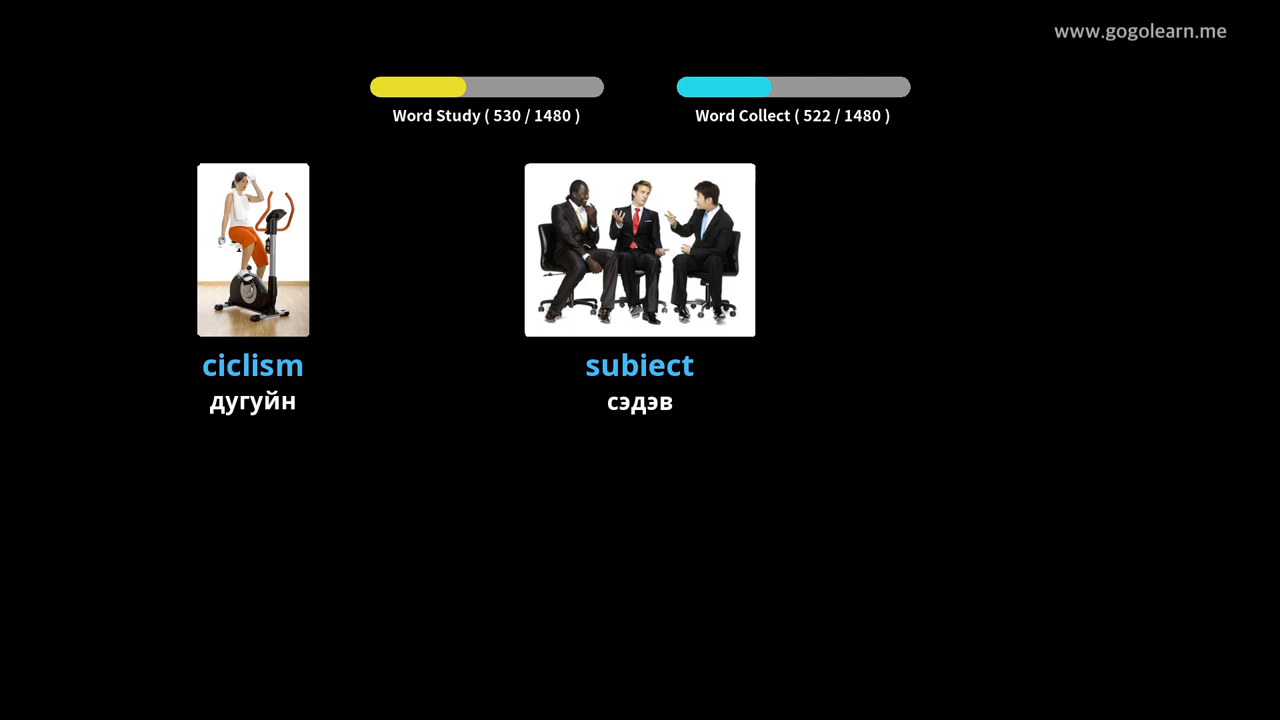 www.gogolearn.me
Word Study ( 530 / 1480 )
Word Collect ( 522 / 1480 )
ciclism
дугуйн
subiect
сэдэв